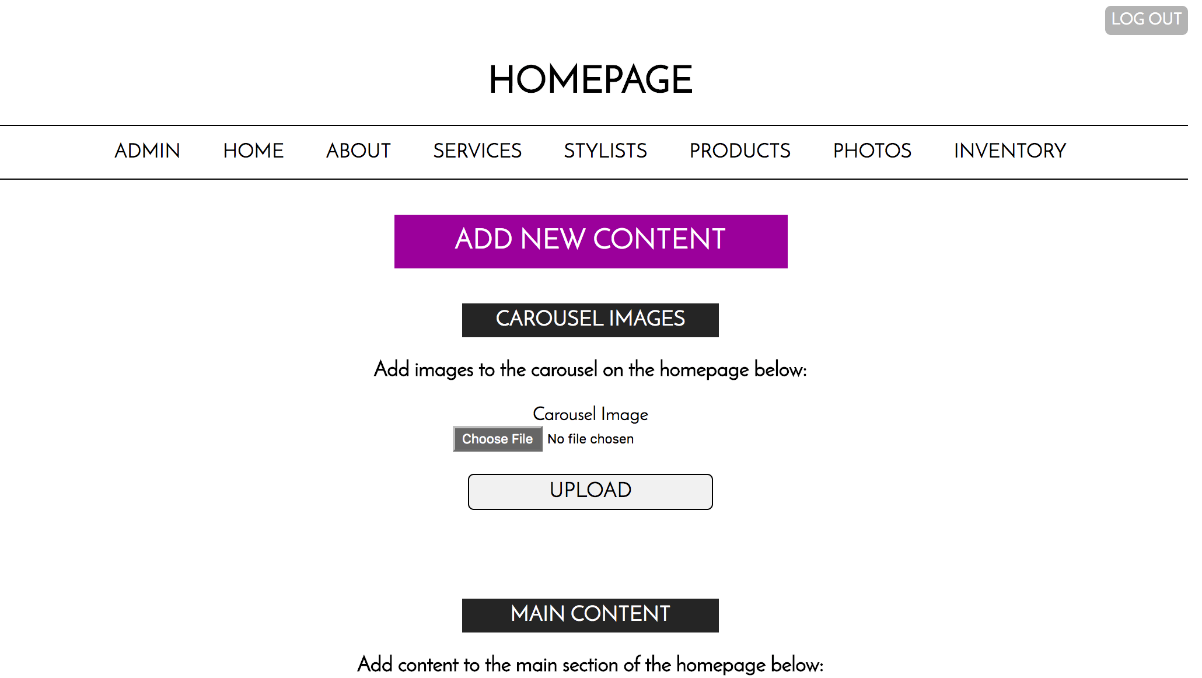 LOG OUT
HOMEPAGE
ADMIN HOME ABOUT SERVICES STYLISTS PRODUCTS PHOTOS INVENTORY
ADD NEW CONTENT
CAROUSEL IMAGES
Add images to the carousel on the homepage below:
Carousel Image
Choose File No file chosen
UPLOAD
MAIN CONTENT
Add content to the main section of the homepage below: